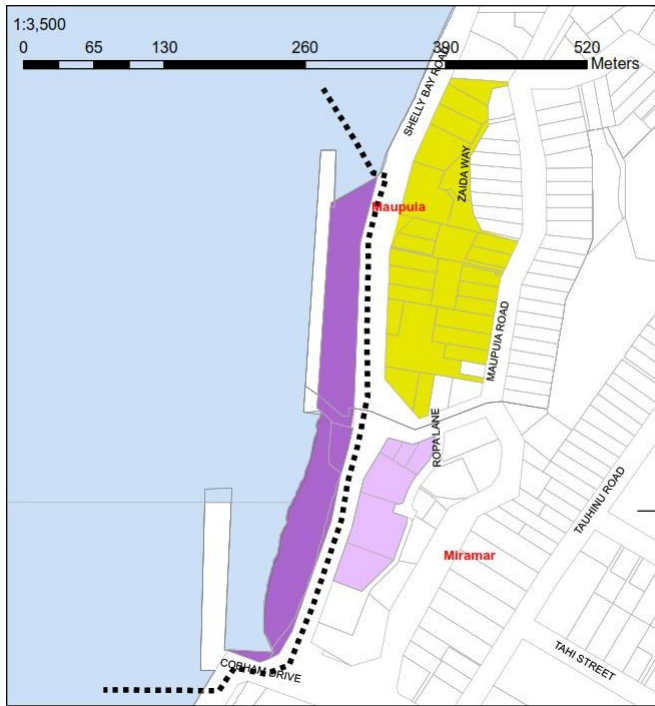 1:3,500
0 65 130 260 390 520
Meters
SHELLY BAY ROAD
ZAIDA WAY
Maupuia
MAUPUIA ROAD
ROPA LANE
TAUHINU ROAD
Miramar
TAHI STREET
COBHAM DRIVE